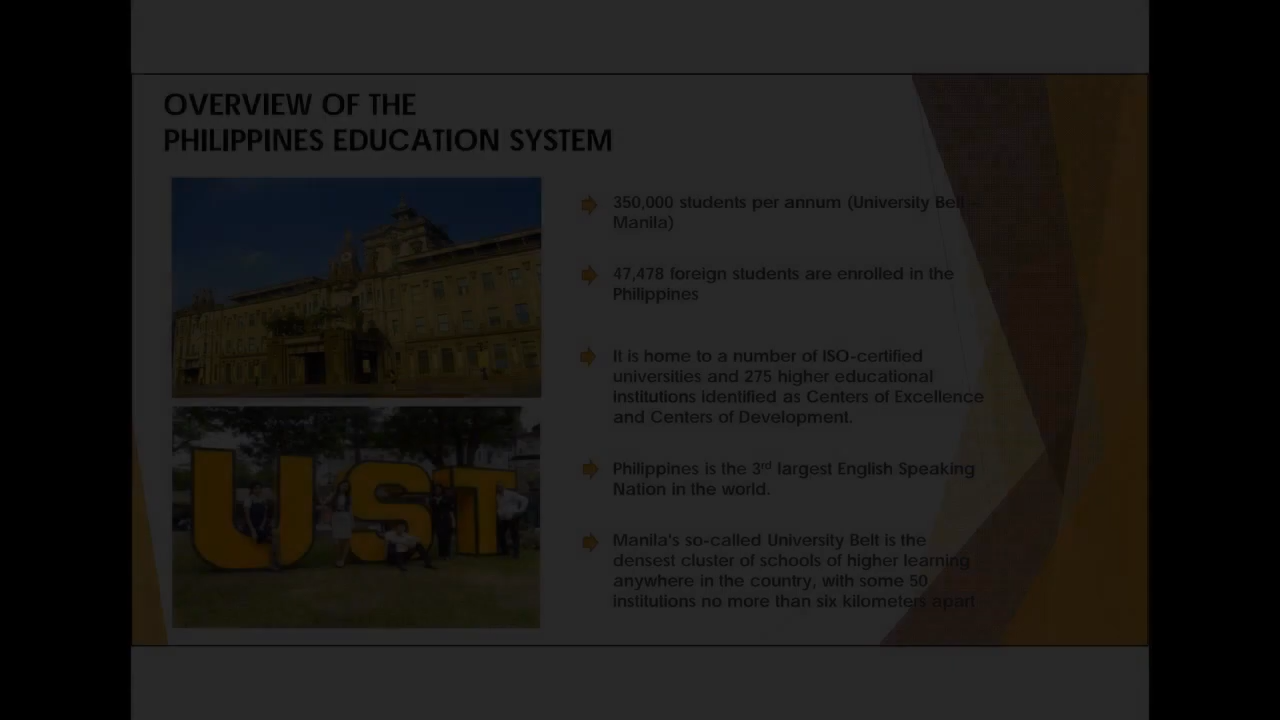 OVERVIEW OF THE
PHILIPPINES EDUCATION SYSTEM
350,000 students per annum (University Belt -
Manila)
47,478 foreign students are enrolled in the
Philippines
It is home to a number of ISO-certified
universities and 275 higher educational
institutions identified as Centers of Excellence
and Centers of Development.
Philippines is the 3rd largest English Speaking
Nation in the world.
Manila's so-called University Belt is the
densest cluster of schools of higher learning
anywhere in the country, with some 50
institutions no more than six kilometers apart
UST